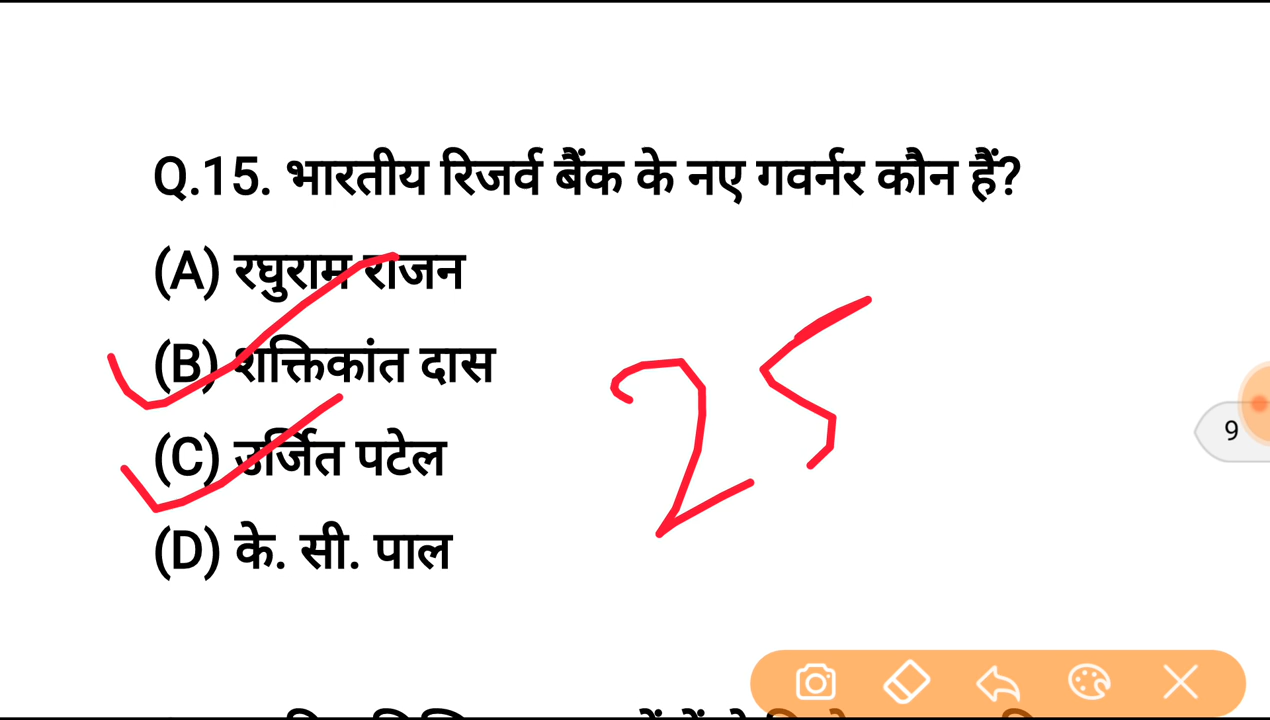 Q.15. भारतीय रिजर्व बैंक के नए गवर्नर कौन हैं?
(A) रघुराम राजन
(B) शक्तिकांत दास
25
(C) उर्जित पटेल
9
(D) के. सी. पाल